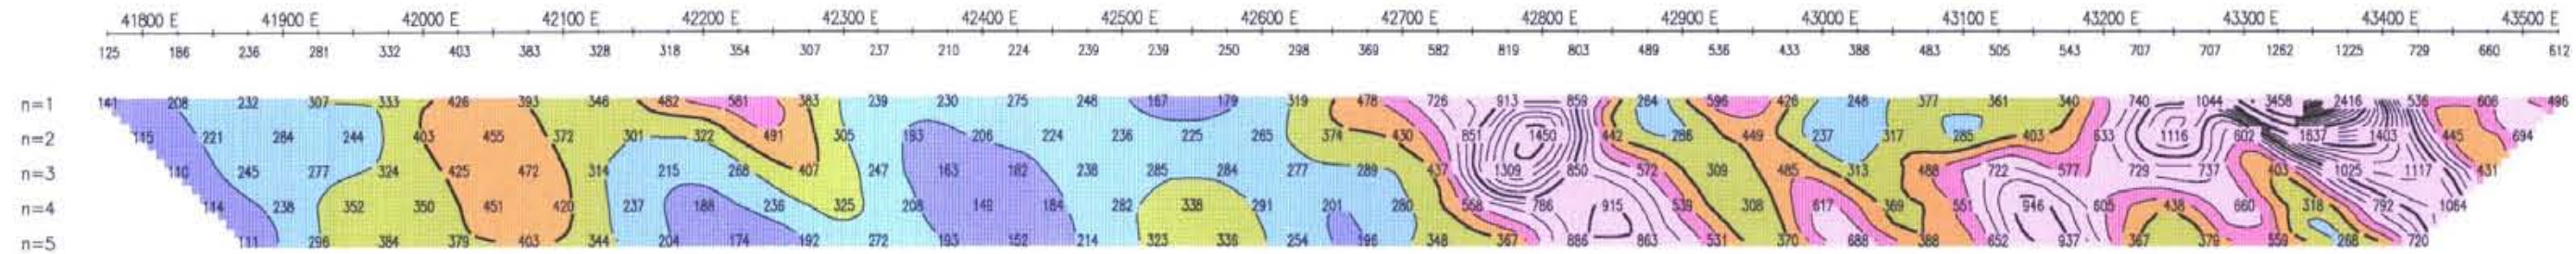 41800 E 41900 E 42000 E 42100 E 42200 E 42300 E 42400 E 42500 E 42600 E 42700 E 42800 E 42900 E 43000 E 43100 E 43200 E 43300 E 43400 E 43500 E
125 186 236 281 332 403 383 328 318 354 307 237 210 224 239 239 250 298 369 582 819 803 489 536 433 388 483 505 543 707 707 1262 1225 729 660 612
n=1 141 208 232 307 333 426 393 346 482 561 383 239 230 275 248 167 179 319 478 726 913 859 264 596 426 248 377 361 340 740 1044 3458 2416 536 606 496
n=2 115 221 284 244 403 455 372 301 322 491 305 193 206 224 236 225 265 374 430 851 1450 442 286 449 237 317 285 403 633 1116 602 1637 1403 445 694
n=3 110 245 277 324 425 472 314 215 268 407 247 163 182 238 285 284 277 289 437 1309 850 572 309 485 313 488 722 577 729 737 403 1025 1117 431
n=4 114 238 352 350 451 420 237 188 236 325 208 142 184 282 338 291 201 280 568 786 915 539 308 617 369 551 946 605 438 660 318 792 1064
n=5 111 296 384 379 403 344 204 174 192 272 193 152 214 323 336 254 196 348 367 886 863 531 370 688 388 652 937 367 379 559 268 720